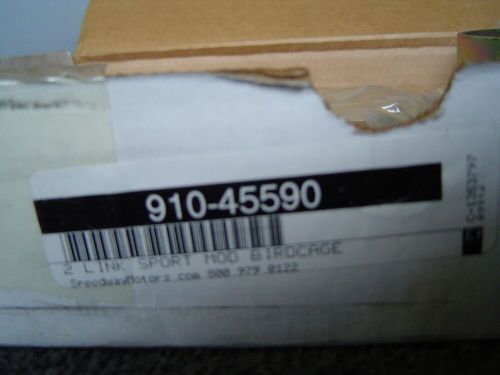 910-45590
2 LINK SPORT MOD BIRDCAGE
SpeedwayMotors.com 800.979.0122